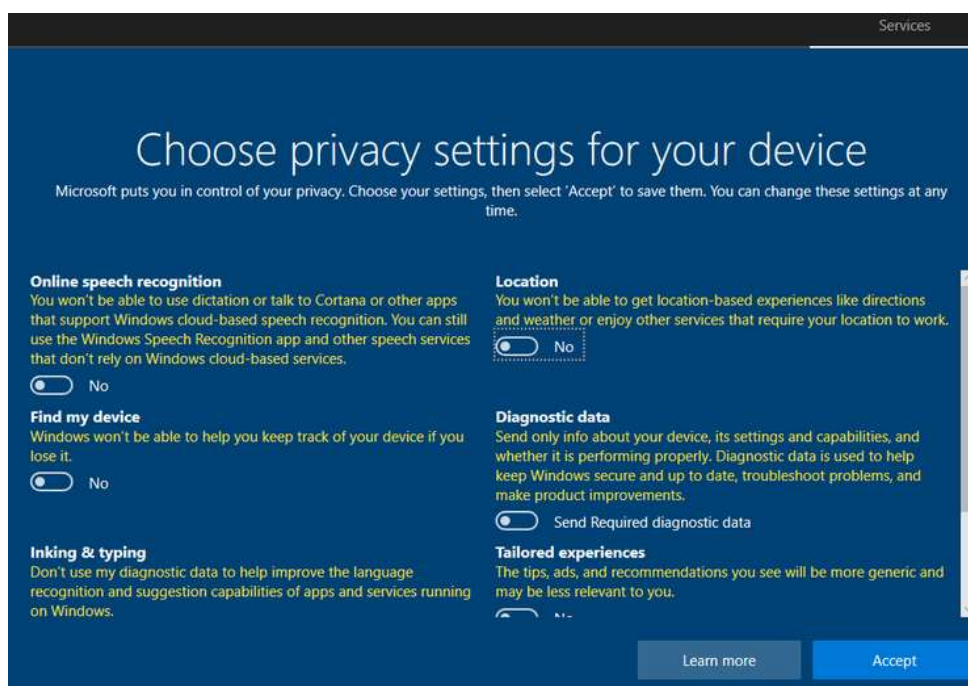 Services
Choose privacy settings for your device
Microsoft puts you in control of your privacy. Choose your settings, then select 'Accept' to save them. You can change these settings at any
time.
Online speech recognition
You won't be able to use dictation or talk to Cortana or other apps
that support Windows cloud-based speech recognition. You can still
use the Windows Speech Recognition app and other speech services
that don't rely on Windows cloud-based services.
No
Location
You won't be able to get location-based experiences like directions
and weather or enjoy other services that require your location to work.
No
Find my device
Windows won't be able to help you keep track of your device if you
lose it.
No
Diagnostic data
Send only info about your device, its settings and capabilities, and
whether it is performing properly. Diagnostic data is used to help
keep Windows secure and up to date, troubleshoot problems, and
make product improvements.
Send Required diagnostic data
Inking & typing
Don't use my diagnostic data to help improve the language
recognition and suggestion capabilities of apps and services running
on Windows.
Tailored experiences
The tips, ads, and recommendations you see will be more generic and
may be less relevant to you.
Learn more
Accept